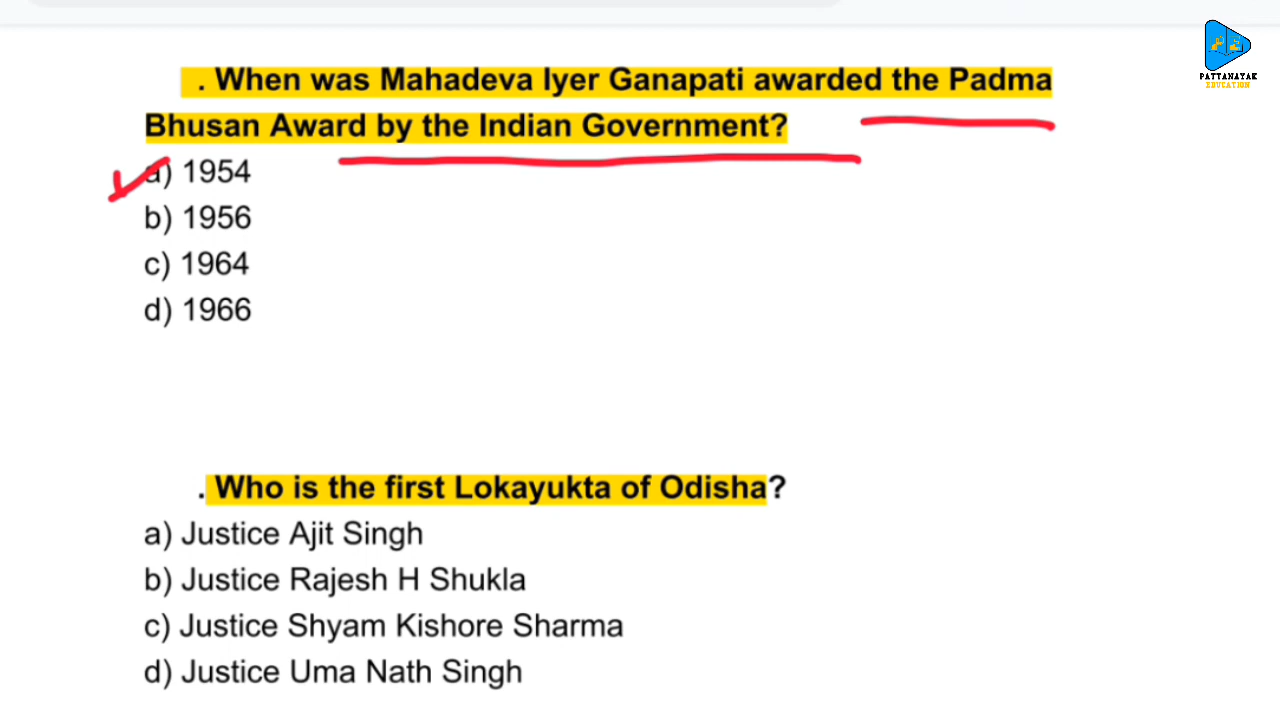 . When was Mahadeva Iyer Ganapati awarded the Padma
Bhusan Award by the Indian Government?
a) 1954
b) 1956
c) 1964
d) 1966
. Who is the first Lokayukta of Odisha?
a) Justice Ajit Singh
b) Justice Rajesh H Shukla
c) Justice Shyam Kishore Sharma
d) Justice Uma Nath Singh
PATTANAYAK
EDUCATION